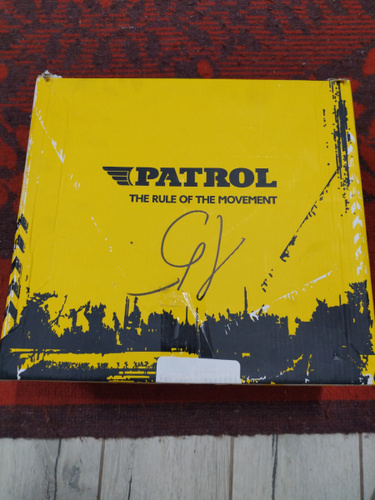 PATROL
THE RULE OF THE MOVEMENT